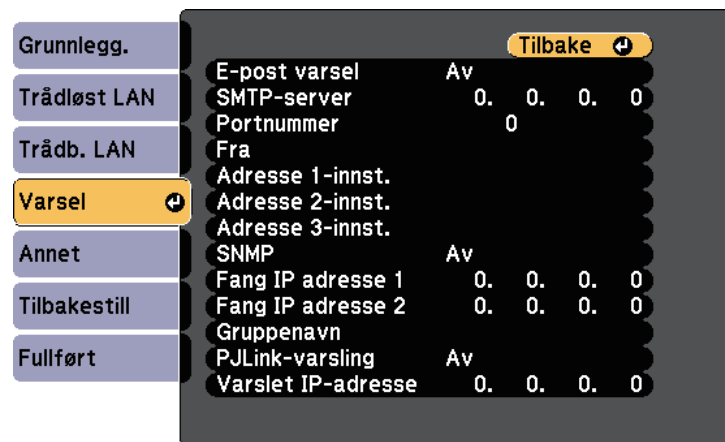 Grunnlegg.
Trådløst LAN
Trådb. LAN
Varsel
Annet
Tilbakestill
Fullført
Tilbake
E-post varsel Av
SMTP-server 0. 0. 0. 0
Portnummer 0
Fra
Adresse 1-innst.
Adresse 2-innst.
Adresse 3-innst.
SNMP Av
Fang IP adresse 1 0. 0. 0. 0
Fang IP adresse 2 0. 0. 0. 0
Gruppenavn
PJLink-varsling Av
Varslet IP-adresse 0. 0. 0. 0